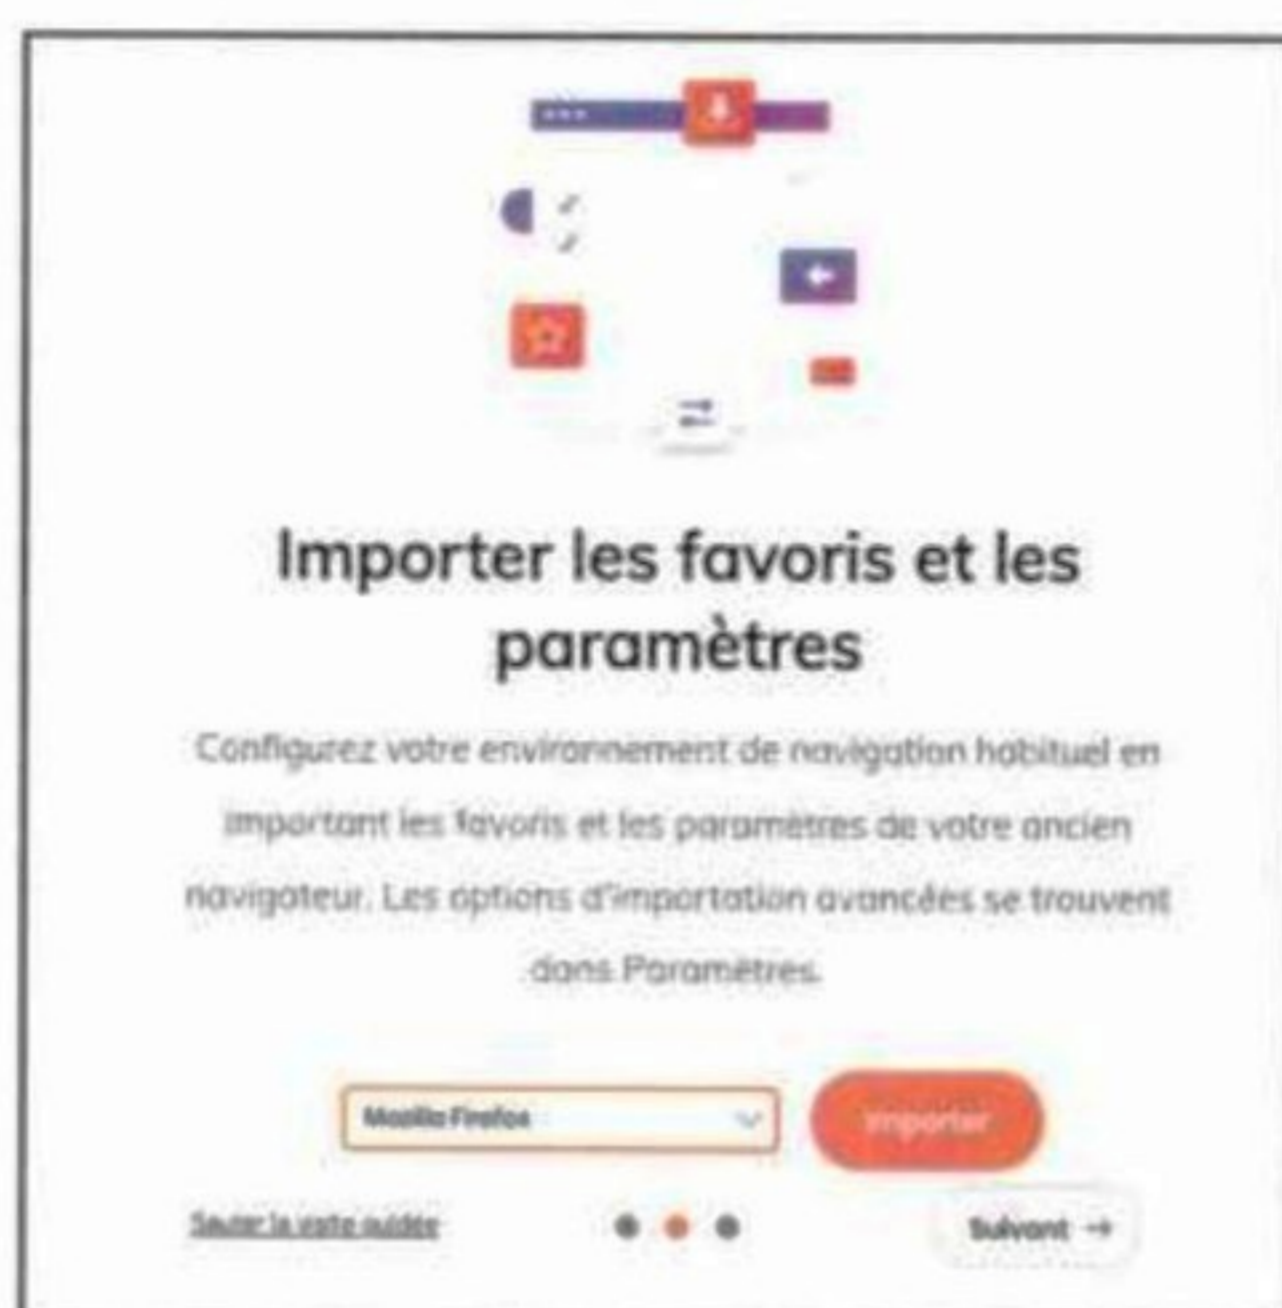 Importer les favoris et les
paramètres
Configurez votre environnement de navigation habituel en
important les favoris et les paramètres de votre ancien
navigateur. Les options d'importation avancées se trouvent
dans Paramètres.
Mozilla Firefox
Importer
Sauter la visite guidée
Suivant →